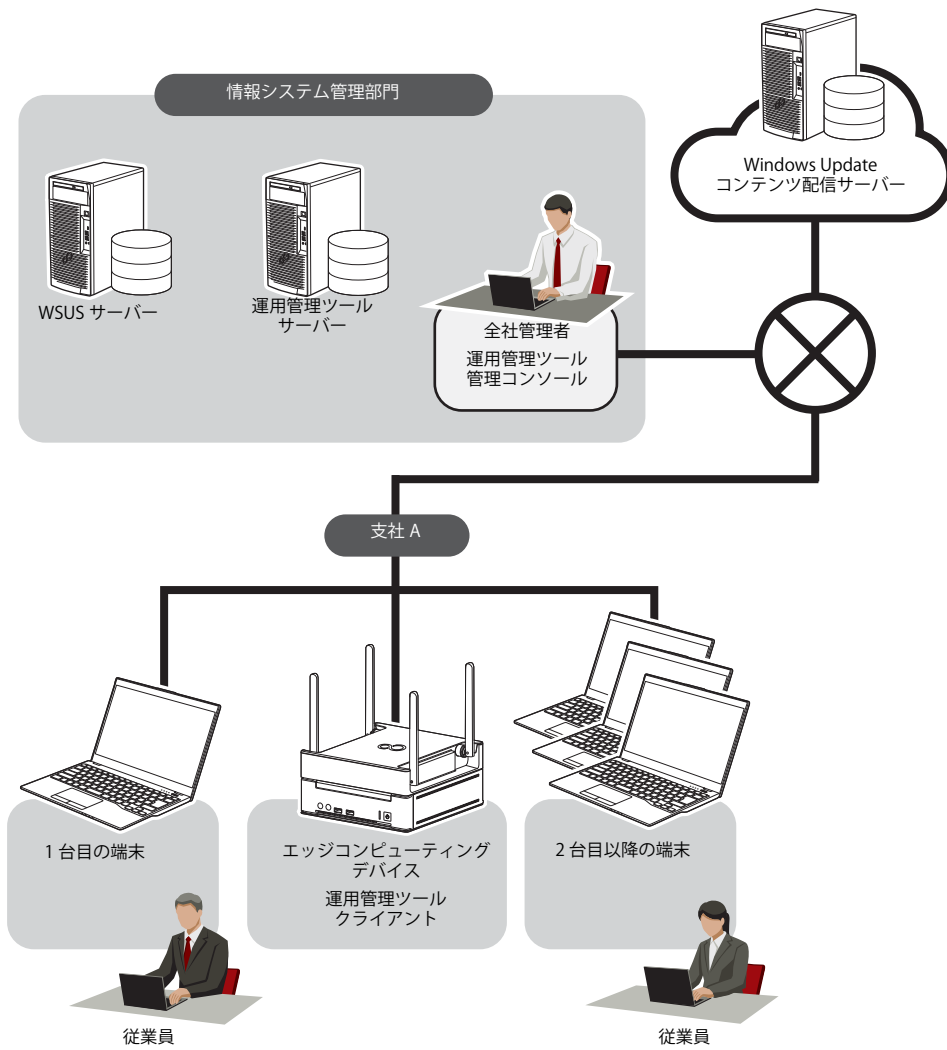 情報システム管理部門
Windows Update
コンテンツ配信サーバー
WSUS サーバー
運用管理ツール
サーバー
全社管理者
運用管理ツール
管理コンソール
支社 A
1 台目の端末
エッジコンピューティング
デバイス
運用管理ツール
クライアント
2 台目以降の端末
従業員
従業員